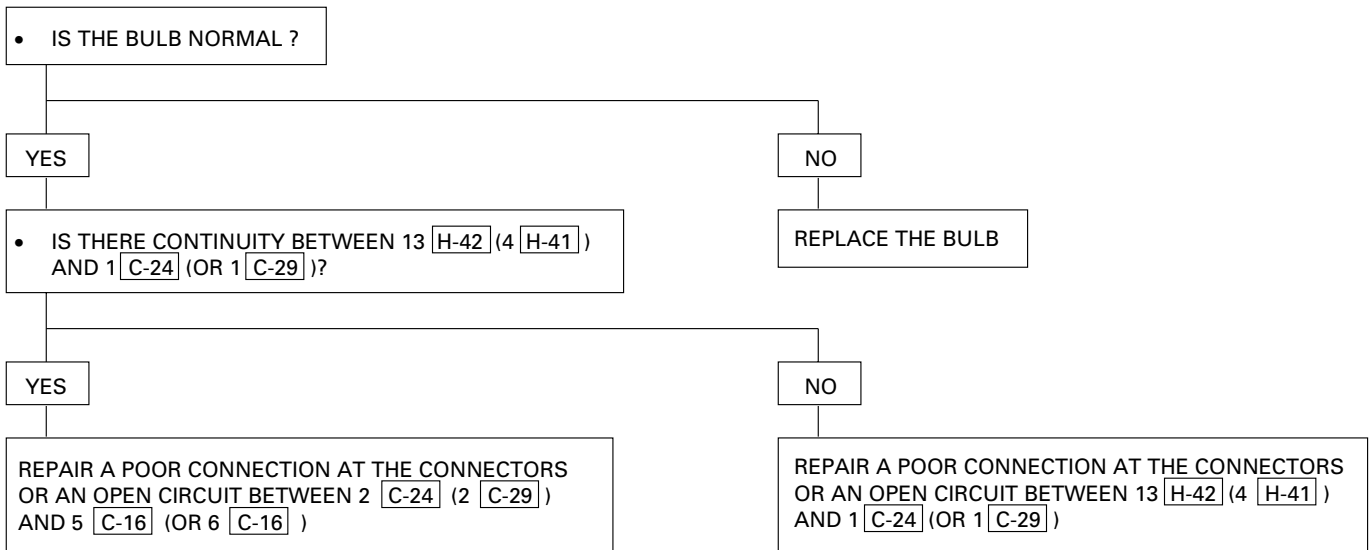 • IS THE BULB NORMAL ?
YES
NO
• IS THERE CONTINUITY BETWEEN 13 H-42 (4 H-41 )
AND 1 C-24 (OR 1 C-29 )?
REPLACE THE BULB
YES
NO
REPAIR A POOR CONNECTION AT THE CONNECTORS
OR AN OPEN CIRCUIT BETWEEN 2 C-24 (2 C-29 )
AND 5 C-16 (OR 6 C-16 )
REPAIR A POOR CONNECTION AT THE CONNECTORS
OR AN OPEN CIRCUIT BETWEEN 13 H-42 (4 H-41 )
AND 1 C-24 (OR 1 C-29 )